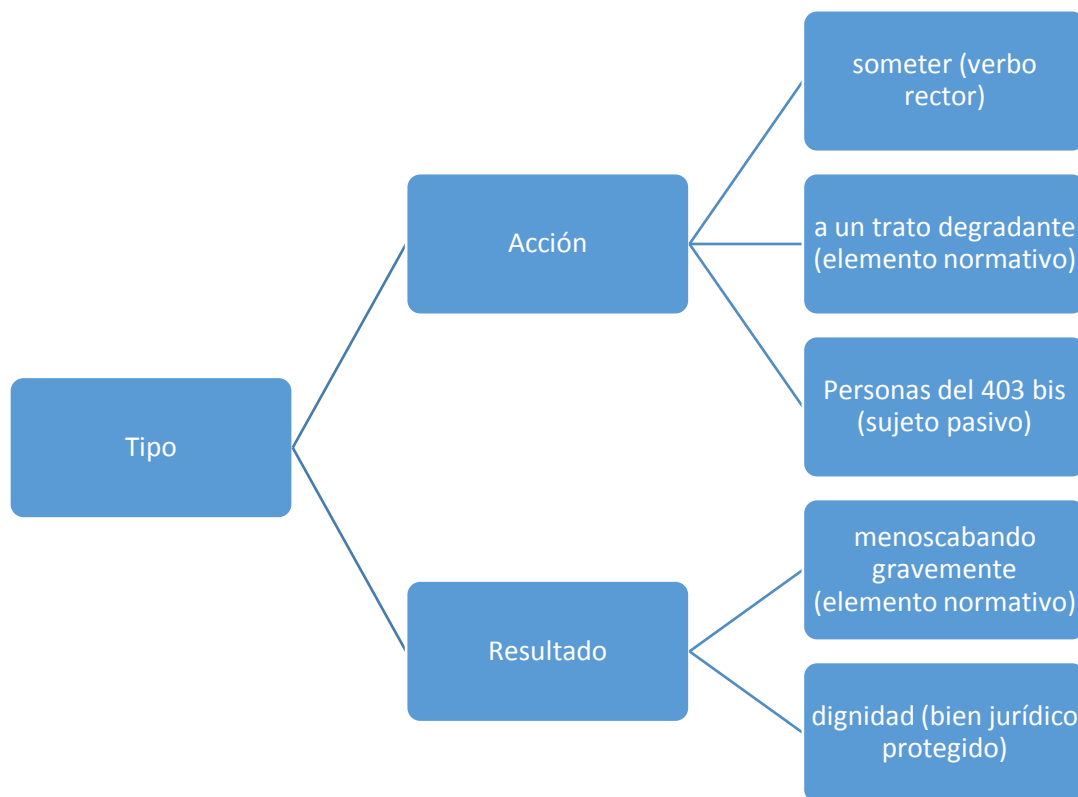 Tipo
Acción
someter (verbo
rector)
a un trato degradante
(elemento normativo)
Personas del 403 bis
(sujeto pasivo)
Resultado
menoscabando
gravemente
(elemento normativo)
dignidad (bien jurídico
protegido)